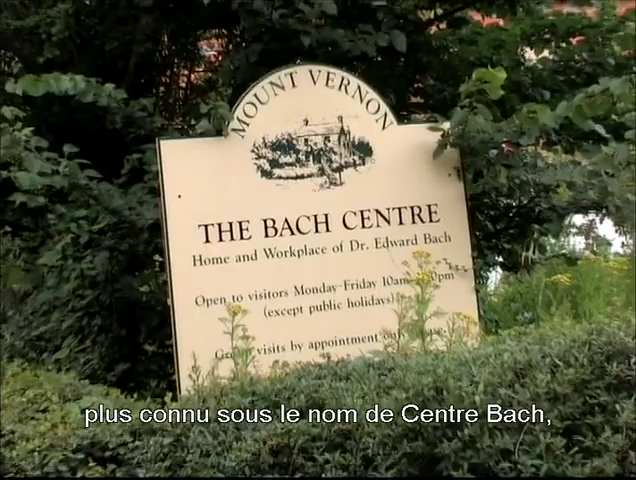 MOUNT VERNON
THE BACH CENTRE
Home and Workplace of Dr. Edward Bach
Open to visitors Monday-Friday 10am
(except public holidays)
visits by appointment
plus connu sous le nom de Centre Bach,